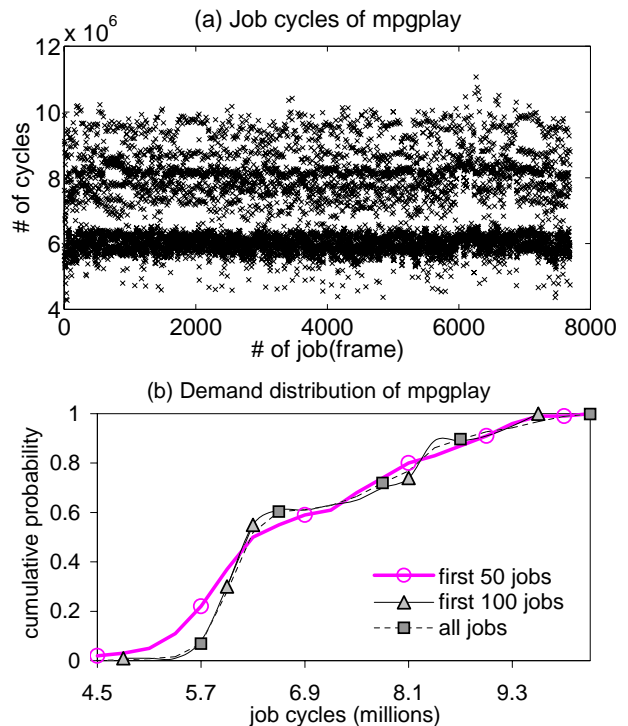 (a) Job cycles of mpgplay
x 10^6
12
10
8
6
4
# of cycles
0 2000 4000 6000 8000
# of job(frame)
(b) Demand distribution of mpgplay
1
0.8
0.6
0.4
0.2
0
cumulative probability
first 50 jobs
first 100 jobs
all jobs
4.5 5.7 6.9 8.1 9.3
job cycles (millions)